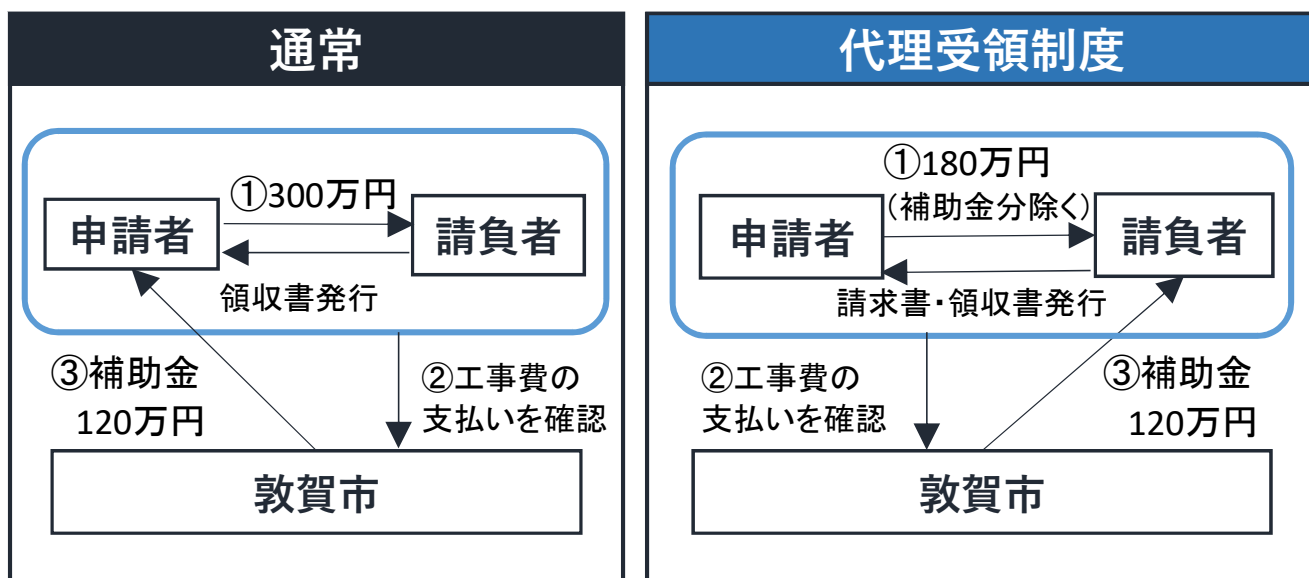 通常
①300万円
申請者
請負者
領収書発行
③補助金
120万円
②工事費の
支払いを確認
敦賀市
代理受領制度
①180万円
(補助金分除く)
申請者
請負者
請求書・領収書発行
②工事費の
支払いを確認
③補助金
120万円
敦賀市